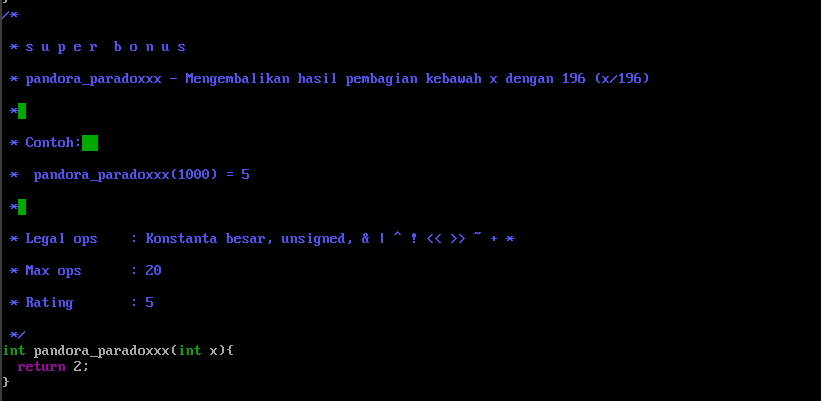 /*
* s u p e r  b o n u s
* pandora_paradoxxx - Mengembalikan hasil pembagian kebawah x dengan 196 (x/196)
*
* Contoh:
*  pandora_paradoxxx(1000) = 5
*
* Legal ops    : Konstanta besar, unsigned, & | ^ ! << >> ~ + *
* Max ops      : 20
* Rating       : 5
*/
int pandora_paradoxxx(int x){
  return 2;
}